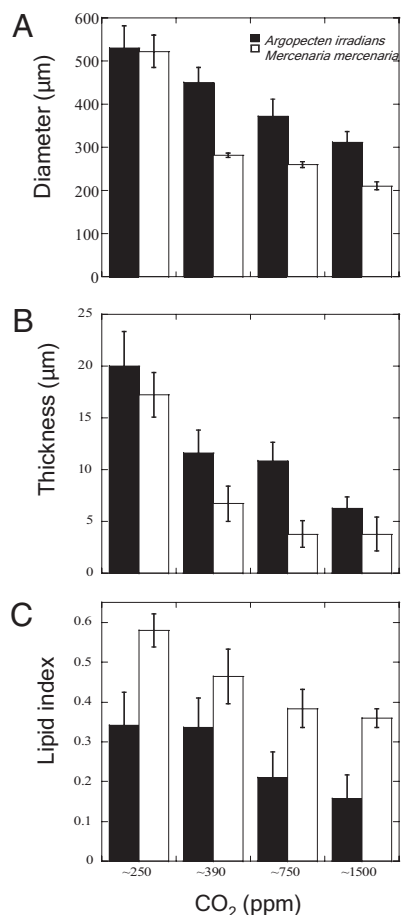 A
Diameter (µm)
600
500
400
300
200
100
0
Argopecten irradians
Mercenaria mercenaria
B
Thickness (µm)
25
20
15
10
5
0
C
Lipid index
0.6
0.5
0.4
0.3
0.2
0.1
0
~250 ~390 ~750 ~1500
CO₂ (ppm)